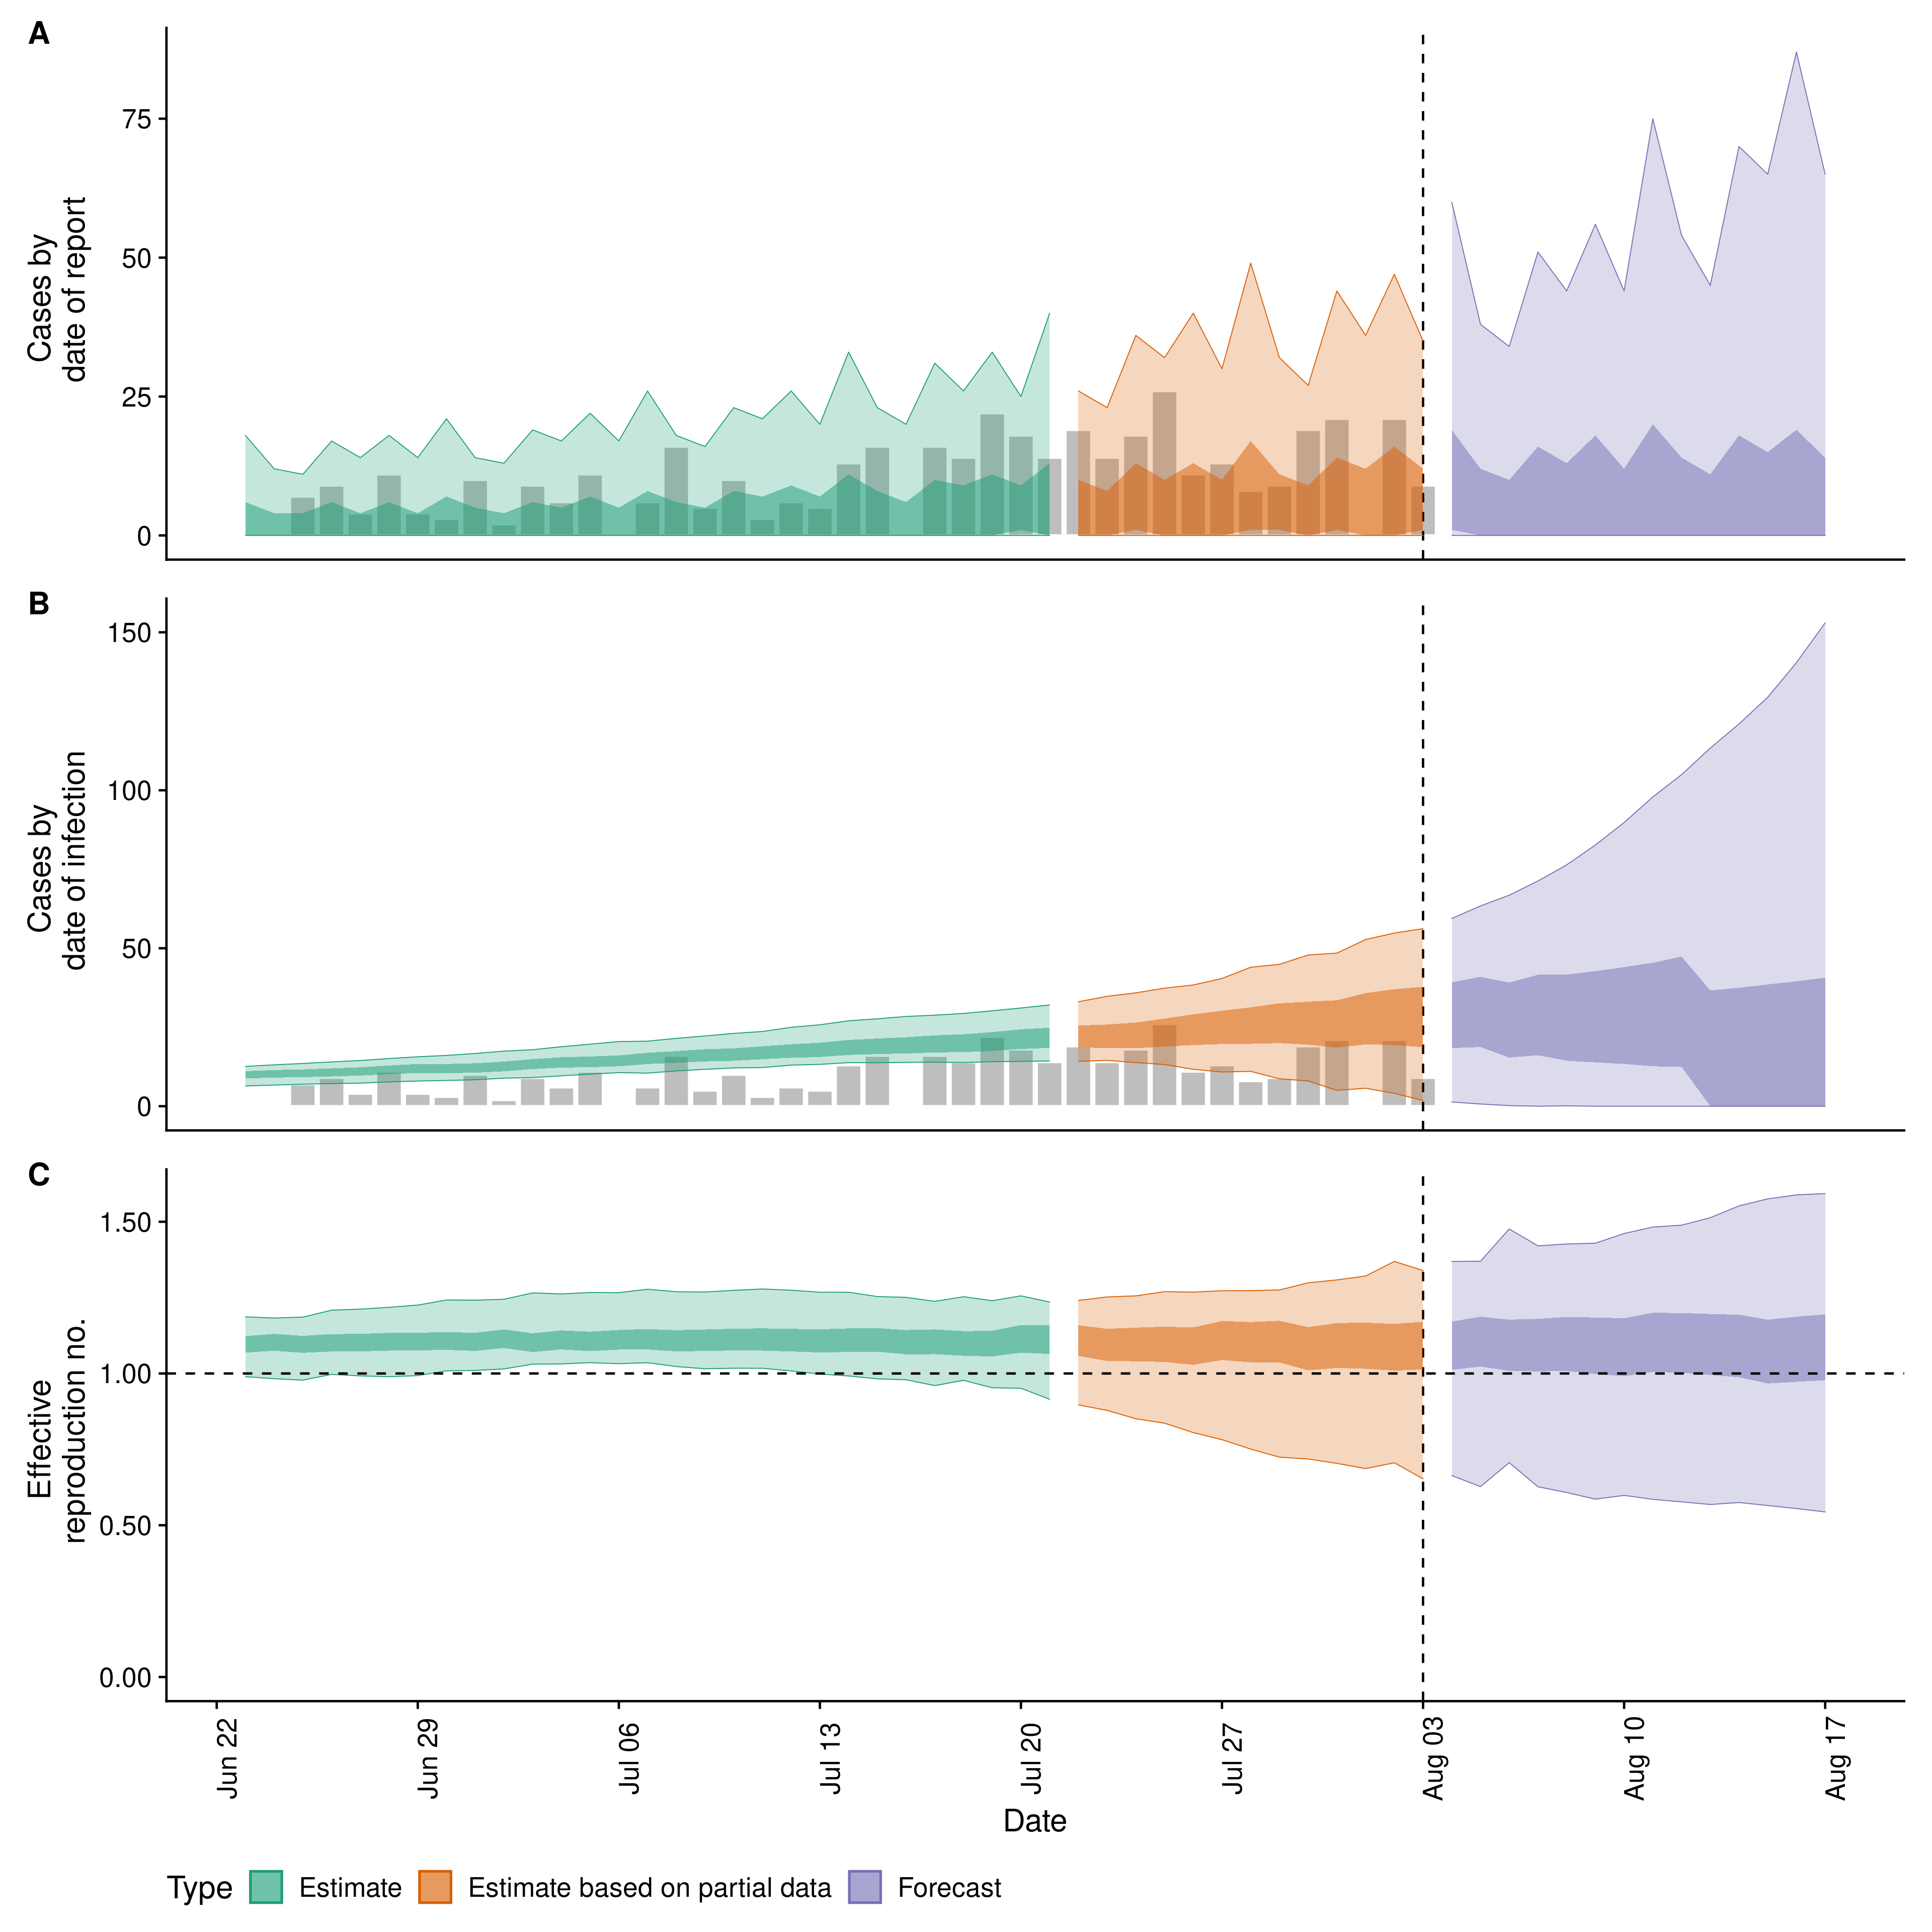 A
Cases by
date of report
75
50
25
0
B
Cases by
date of infection
150
100
50
0
C
Effective
reproduction no.
1.50
1.00
0.50
0.00
Jun 22
Jun 29
Jul 06
Jul 13
Jul 20
Jul 27
Aug 03
Aug 10
Aug 17
Date
Type
Estimate
Estimate based on partial data
Forecast